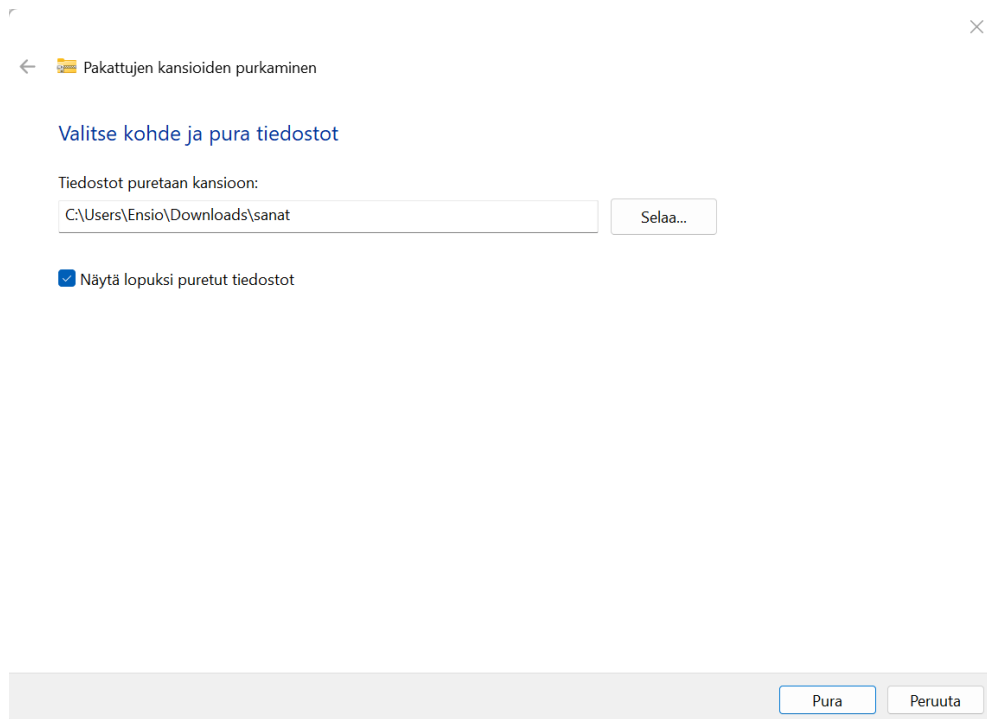 Pakattujen kansioiden purkaminen
Valitse kohde ja pura tiedostot
Tiedostot puretaan kansioon:
C:\Users\Ensio\Downloads\sanat
Selaa...
Näytä lopuksi puretut tiedostot
Pura
Peruuta